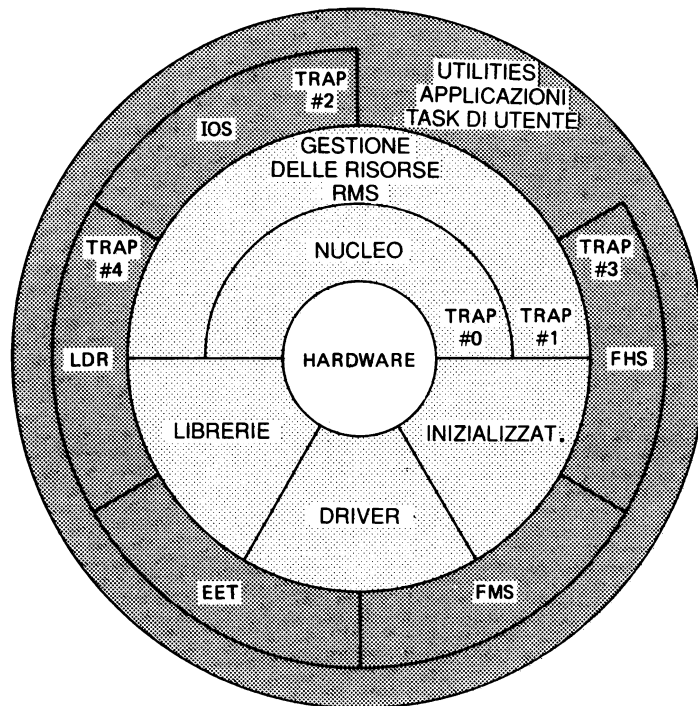 UTILITIES
APPLICAZIONI
TASK DI UTENTE
TRAP
#2
IOS
GESTIONE
DELLE RISORSE
RMS
NUCLEO
TRAP
#4
TRAP
#3
TRAP
#0
TRAP
#1
LDR
HARDWARE
FHS
LIBRERIE
INIZIALIZZAT.
DRIVER
EET
FMS